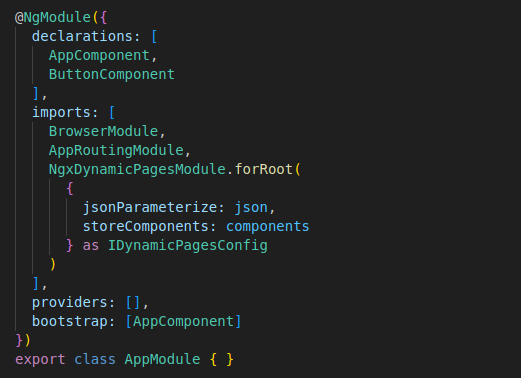 @NgModule({
  declarations: [
    AppComponent,
    ButtonComponent
  ],
  imports: [
    BrowserModule,
    AppRoutingModule,
    NgxDynamicPagesModule.forRoot(
      {
        jsonParameterize: json,
        storeComponents: components
      } as IDynamicPagesConfig
    )
  ],
  providers: [],
  bootstrap: [AppComponent]
})
export class AppModule { }